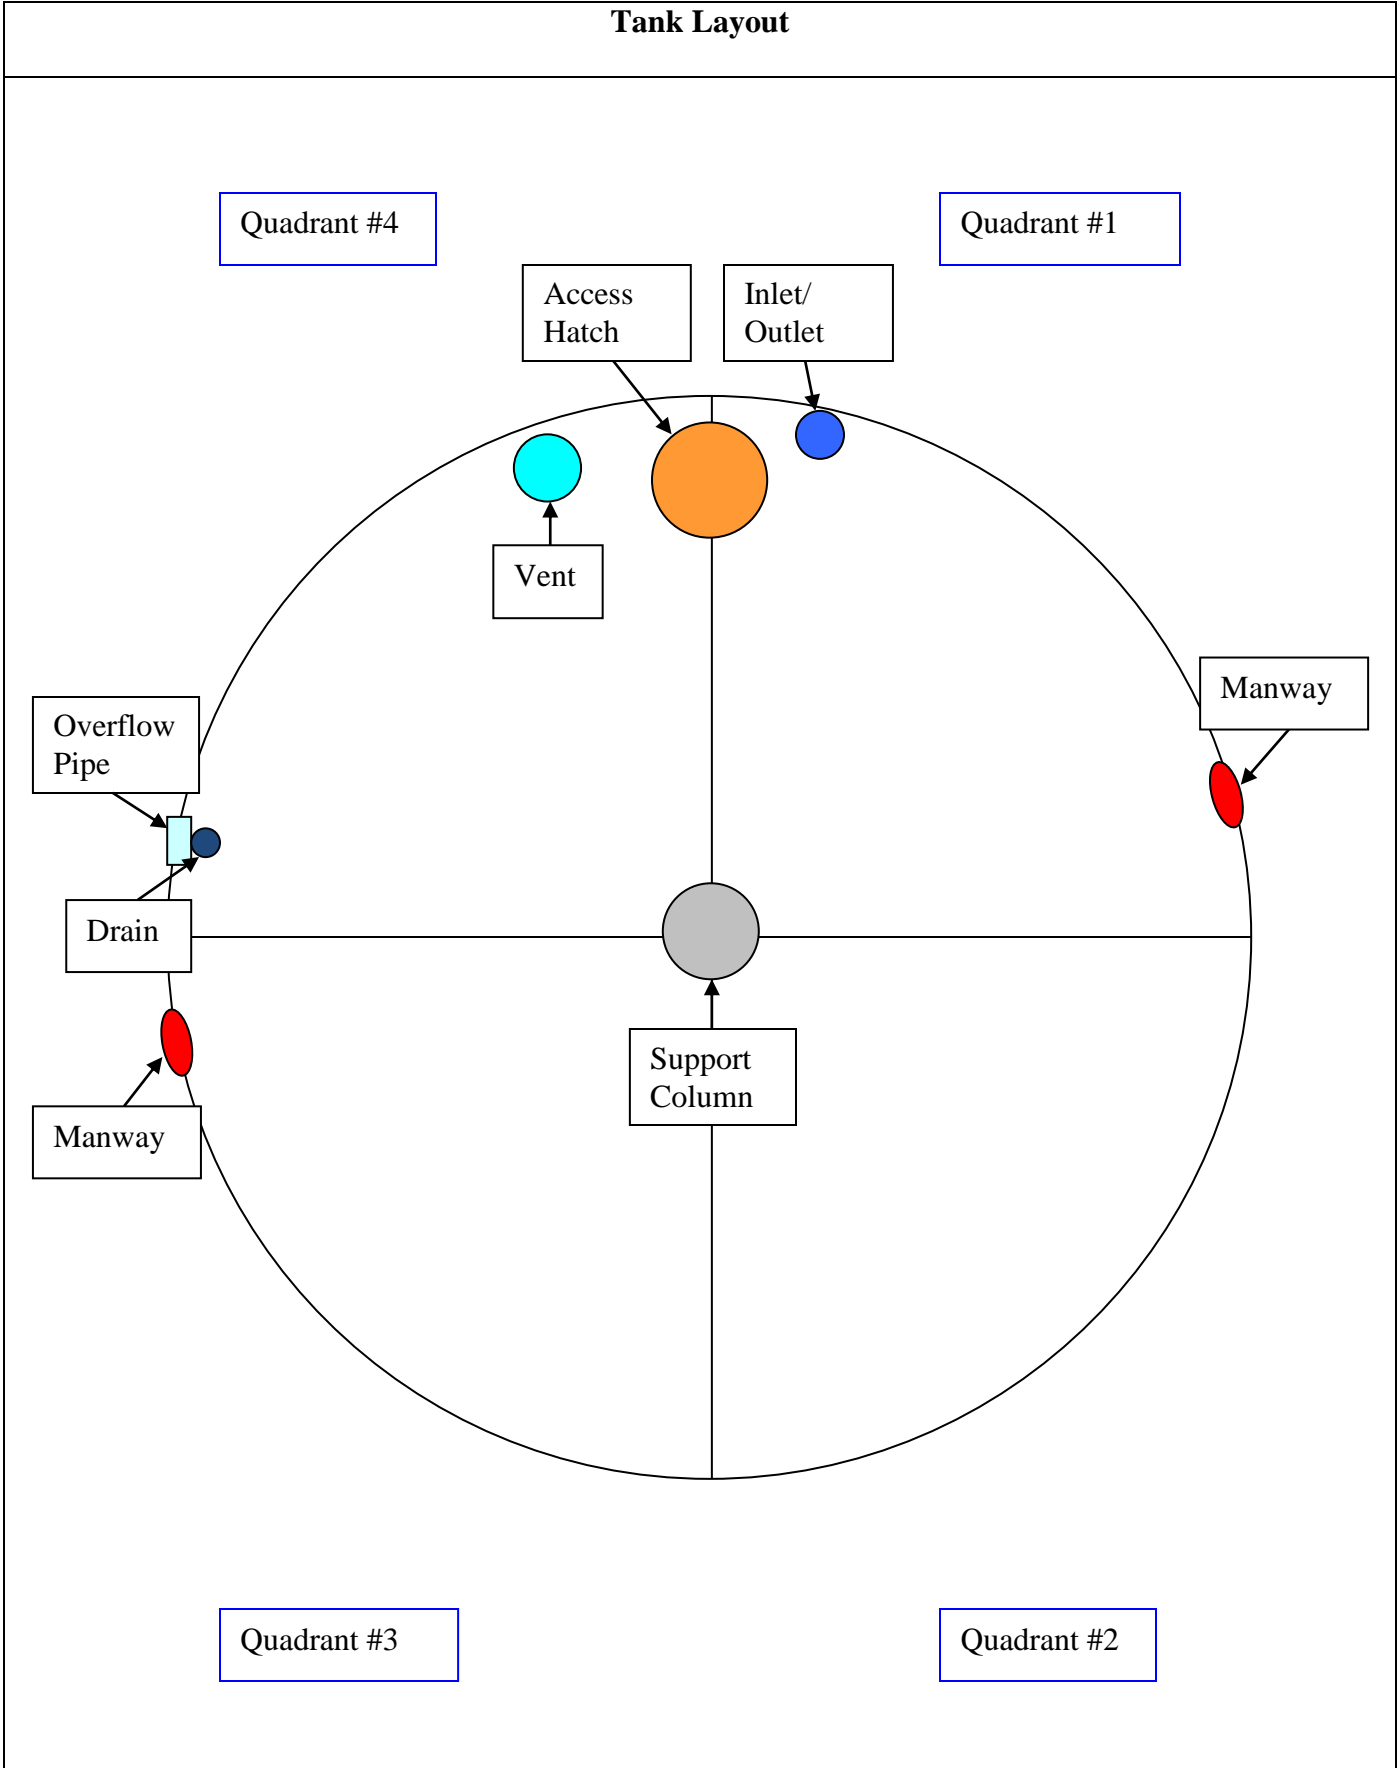 Tank Layout
Quadrant #4
Quadrant #1
Access
Hatch
Inlet/
Outlet
Vent
Manway
Overflow
Pipe
Drain
Support
Column
Manway
Quadrant #3
Quadrant #2